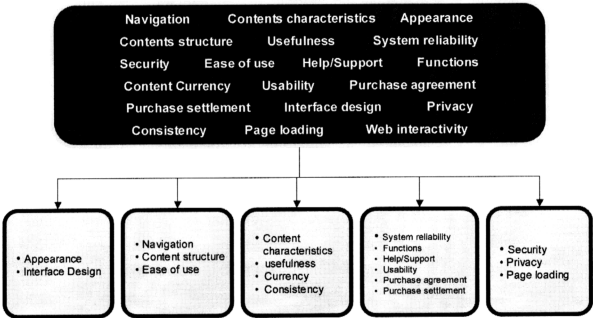 Navigation Contents characteristics Appearance
Contents structure Usefulness System reliability
Security Ease of use Help/Support Functions
Content Currency Usability Purchase agreement
Purchase settlement Interface design Privacy
Consistency Page loading Web interactivity
• Appearance
• Interface Design
• Navigation
• Content structure
• Ease of use
• Content
characteristics
• usefulness
• Currency
• Consistency
• System reliability
• Functions
• Help/Support
• Usability
• Purchase agreement
• Purchase settlement
• Security
• Privacy
• Page loading